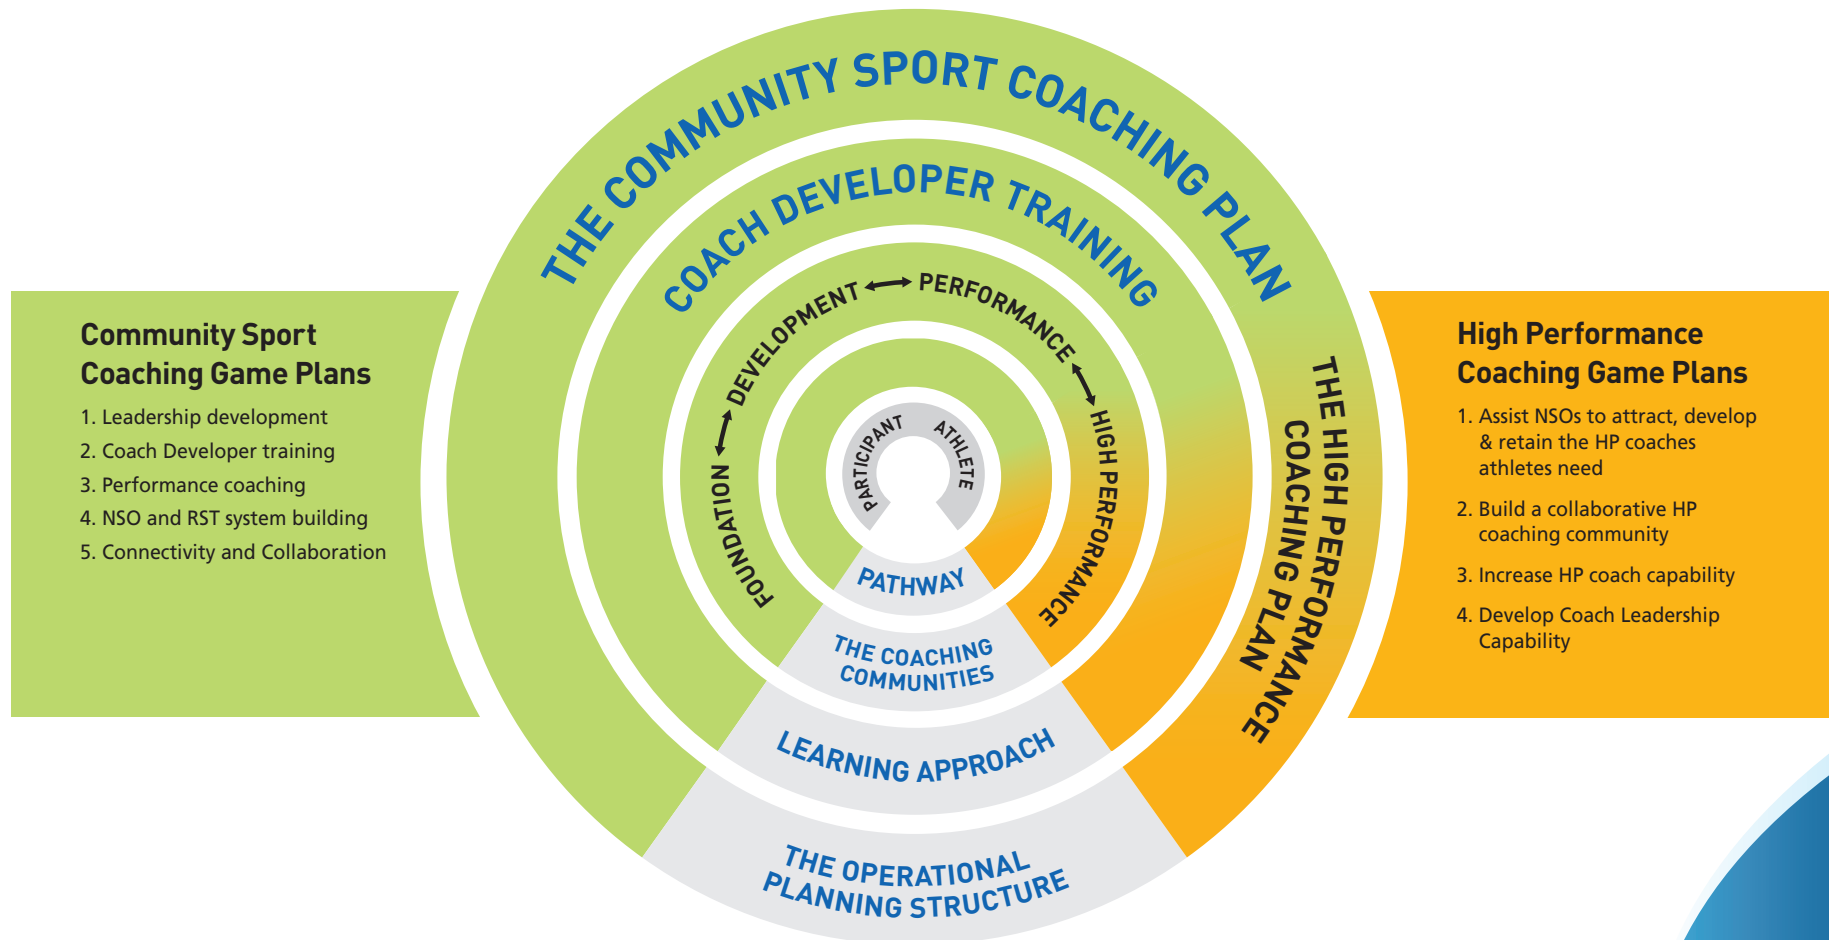 THE COMMUNITY SPORT COACHING PLAN
COACH DEVELOPER TRAINING
FOUNDATION
DEVELOPMENT
PERFORMANCE
HIGH PERFORMANCE
PARTICIPANT
ATHLETE
THE HIGH PERFORMANCE
COACHING PLAN
PATHWAY
THE COACHING
COMMUNITIES
LEARNING APPROACH
THE OPERATIONAL
PLANNING STRUCTURE
Community Sport
Coaching Game Plans
1. Leadership development
2. Coach Developer training
3. Performance coaching
4. NSO and RST system building
5. Connectivity and Collaboration
High Performance
Coaching Game Plans
1. Assist NSOs to attract, develop
& retain the HP coaches
athletes need
2. Build a collaborative HP
coaching community
3. Increase HP coach capability
4. Develop Coach Leadership
Capability